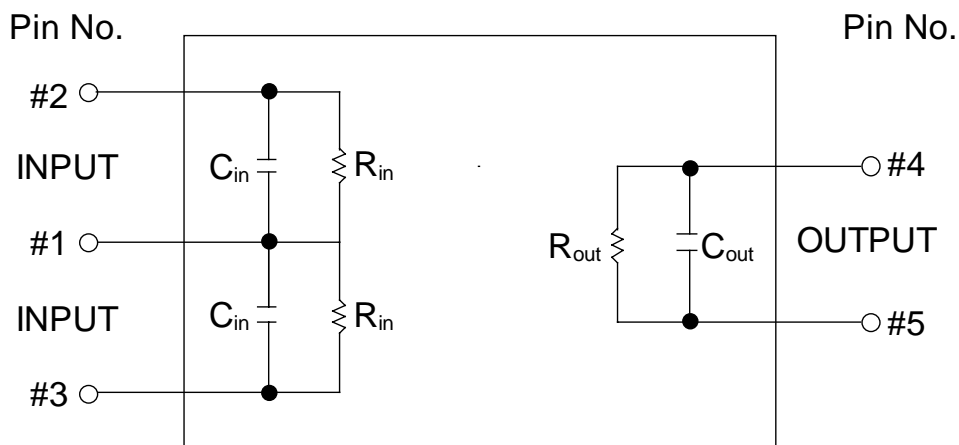 Pin No.
Pin No.
#2
INPUT
Cin
Rin
#4
#1
Rout
Cout
OUTPUT
INPUT
Cin
Rin
#5
#3